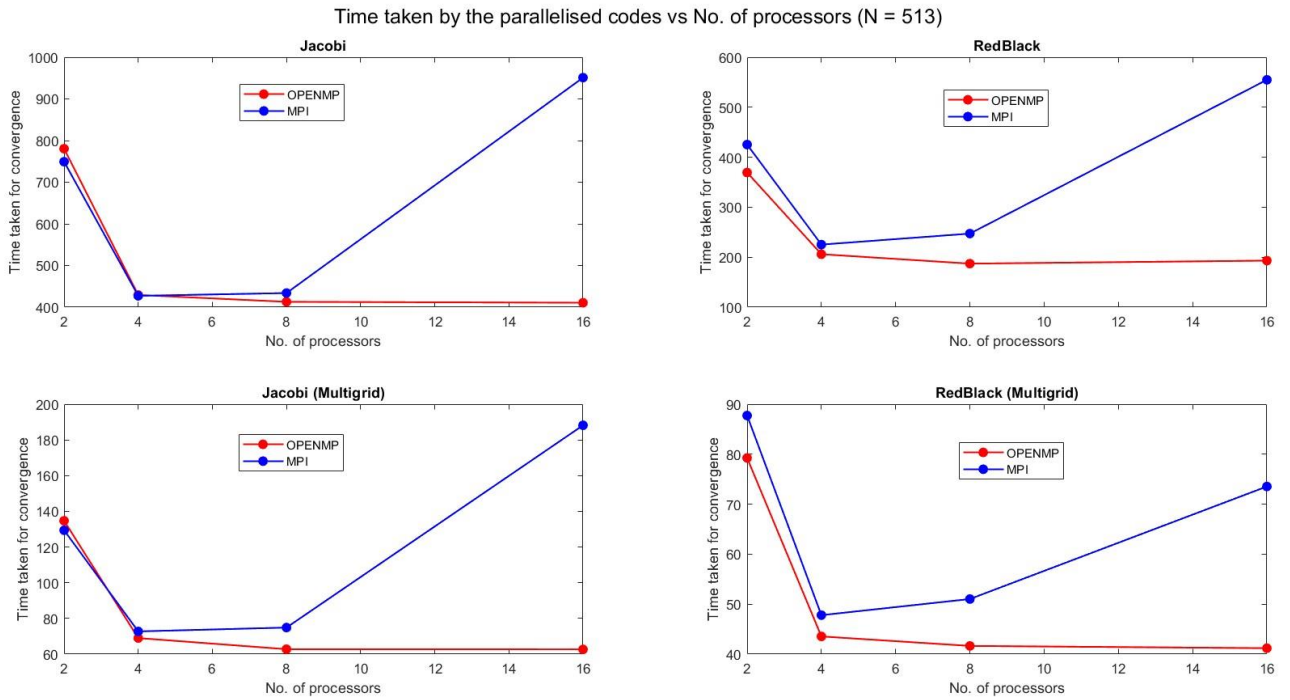 Time taken by the parallelised codes vs No. of processors (N = 513)
Jacobi
Time taken for convergence
1000
900
800
700
600
500
400
OPENMP
MPI
2 4 6 8 10 12 14 16
No. of processors
RedBlack
Time taken for convergence
600
500
400
300
200
100
OPENMP
MPI
2 4 6 8 10 12 14 16
No. of processors
Jacobi (Multigrid)
Time taken for convergence
200
180
160
140
120
100
80
60
OPENMP
MPI
2 4 6 8 10 12 14 16
No. of processors
RedBlack (Multigrid)
Time taken for convergence
90
80
70
60
50
40
OPENMP
MPI
2 4 6 8 10 12 14 16
No. of processors